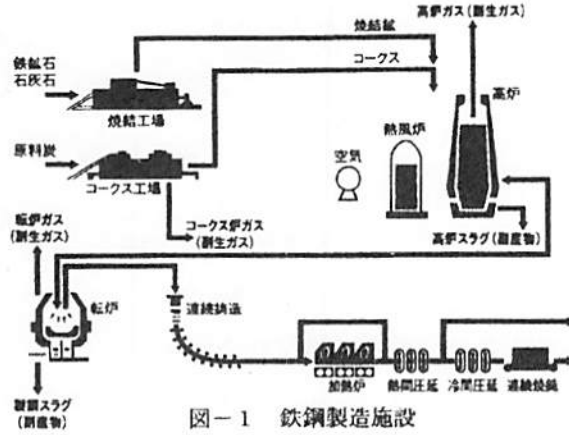 高炉ガス(副生ガス)
焼結鉱
鉄鉱石
石灰石
コークス
高炉
焼結工場
熱風炉
原料炭
空気
コークス工場
転炉ガス
(副生ガス)
コークス炉ガス
(副生ガス)
高炉スラグ(副産物)
転炉
連続鋳造
加熱炉
熱間圧延
冷間圧延
連続焼鈍
製鋼スラグ
(副産物)
図-1 鉄鋼製造施設